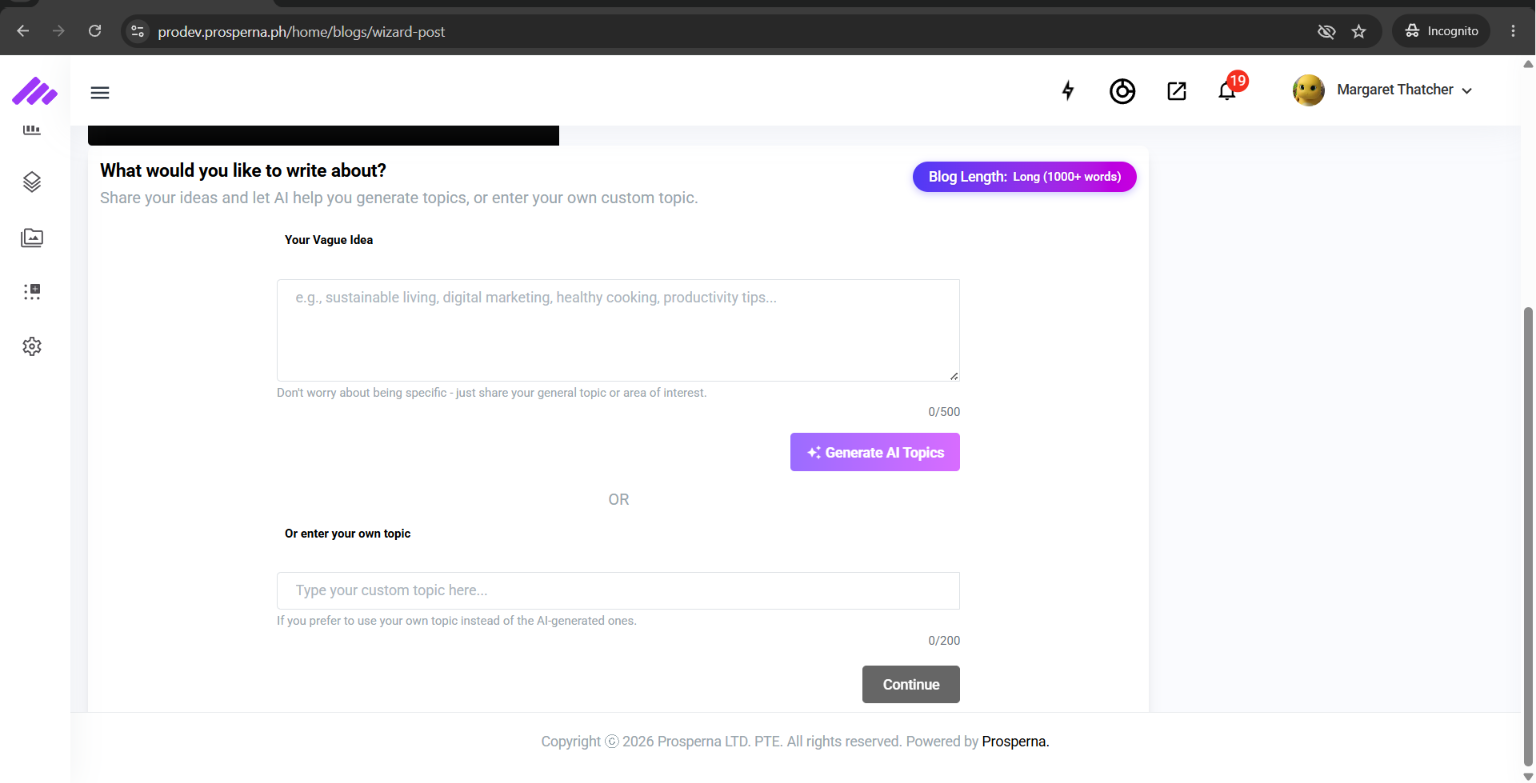 prodev.prosperna.ph/home/blogs/wizard-post
Incognito
19
Margaret Thatcher
What would you like to write about?
Blog Length: Long (1000+ words)
Share your ideas and let AI help you generate topics, or enter your own custom topic.
Your Vague Idea
e.g., sustainable living, digital marketing, healthy cooking, productivity tips...
Don't worry about being specific - just share your general topic or area of interest.
0/500
Generate AI Topics
OR
Or enter your own topic
Type your custom topic here...
If you prefer to use your own topic instead of the AI-generated ones.
0/200
Continue
Copyright Ⓒ 2026 Prosperna LTD. PTE. All rights reserved. Powered by Prosperna.